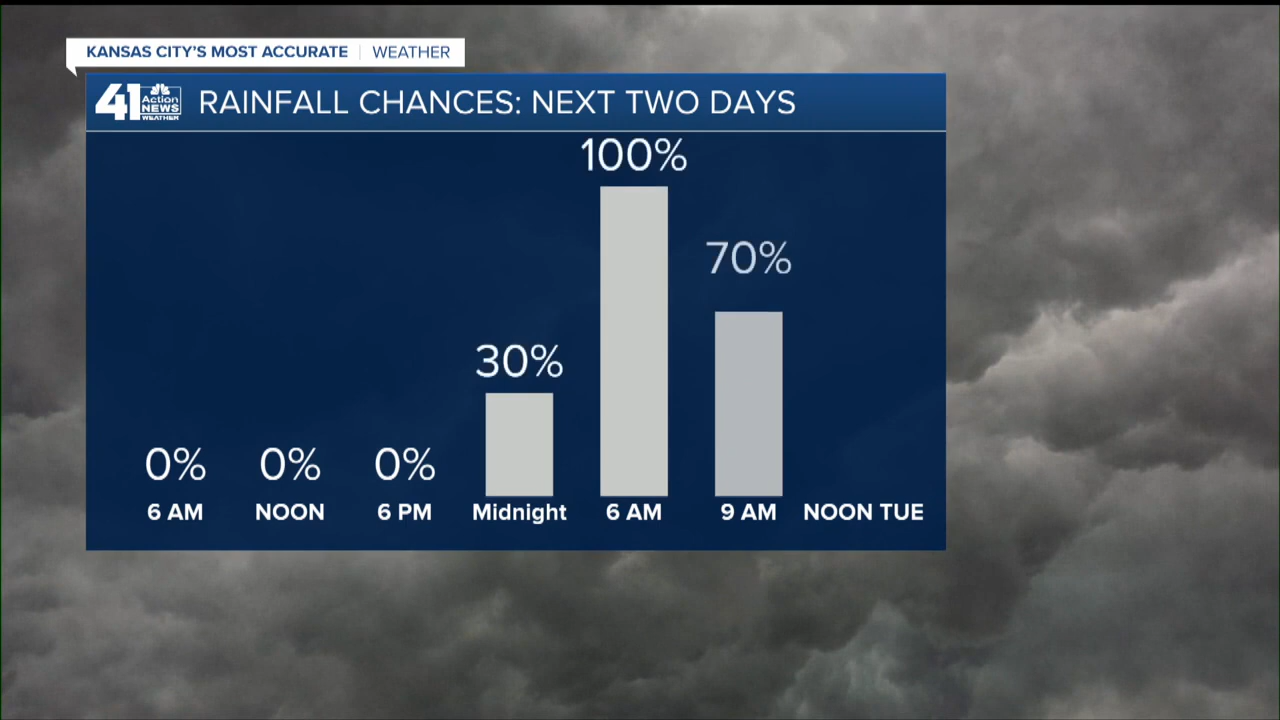 KANSAS CITY'S MOST ACCURATE | WEATHER
41 Action NEWS WEATHER
RAINFALL CHANCES: NEXT TWO DAYS
100%
70%
30%
0% 0% 0%
6 AM NOON 6 PM Midnight 6 AM 9 AM NOON TUE